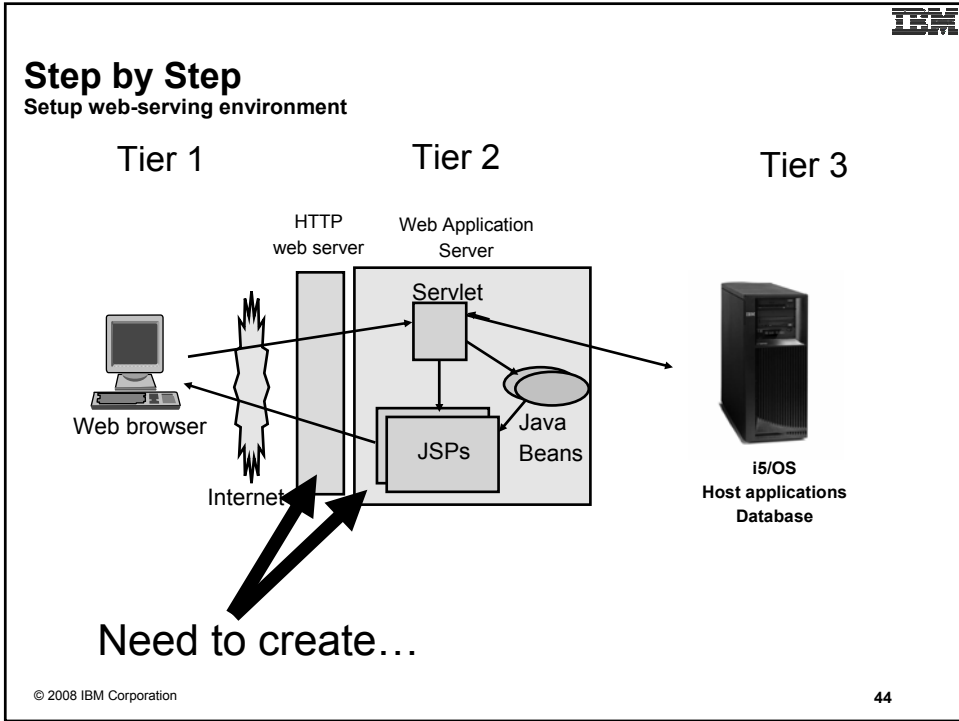 IBM
Step by Step
Setup web-serving environment
Tier 1
Tier 2
Tier 3
HTTP
web server
Web Application
Server
Servlet
Web browser
Internet
JSPs
Java
Beans
i5/OS
Host applications
Database
Need to create…
© 2008 IBM Corporation
44